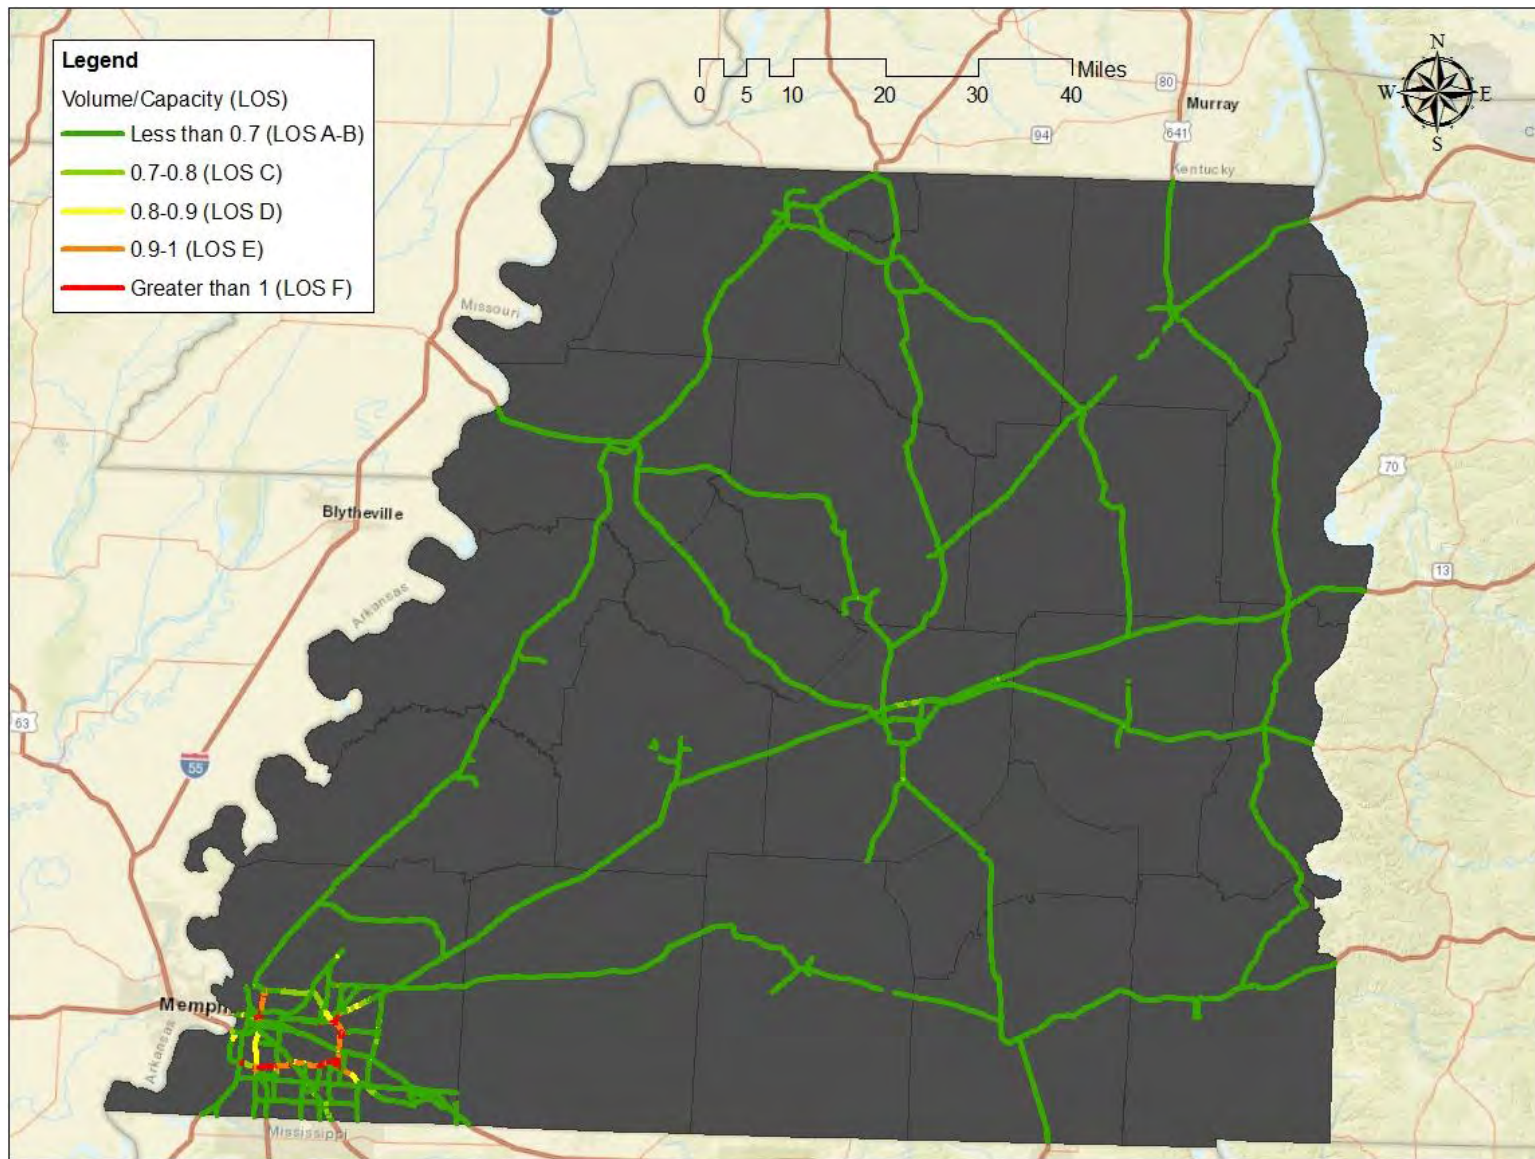 Legend
Volume/Capacity (LOS)
Less than 0.7 (LOS A-B)
0.7-0.8 (LOS C)
0.8-0.9 (LOS D)
0.9-1 (LOS E)
Greater than 1 (LOS F)
Miles
0 5 10 20 30 40
N
W E
S
80
Murray
94
641
Kentucky
Missouri
70
Blytheville
13
Arkansas
63
55
Memph
Arkansas
Mississippi